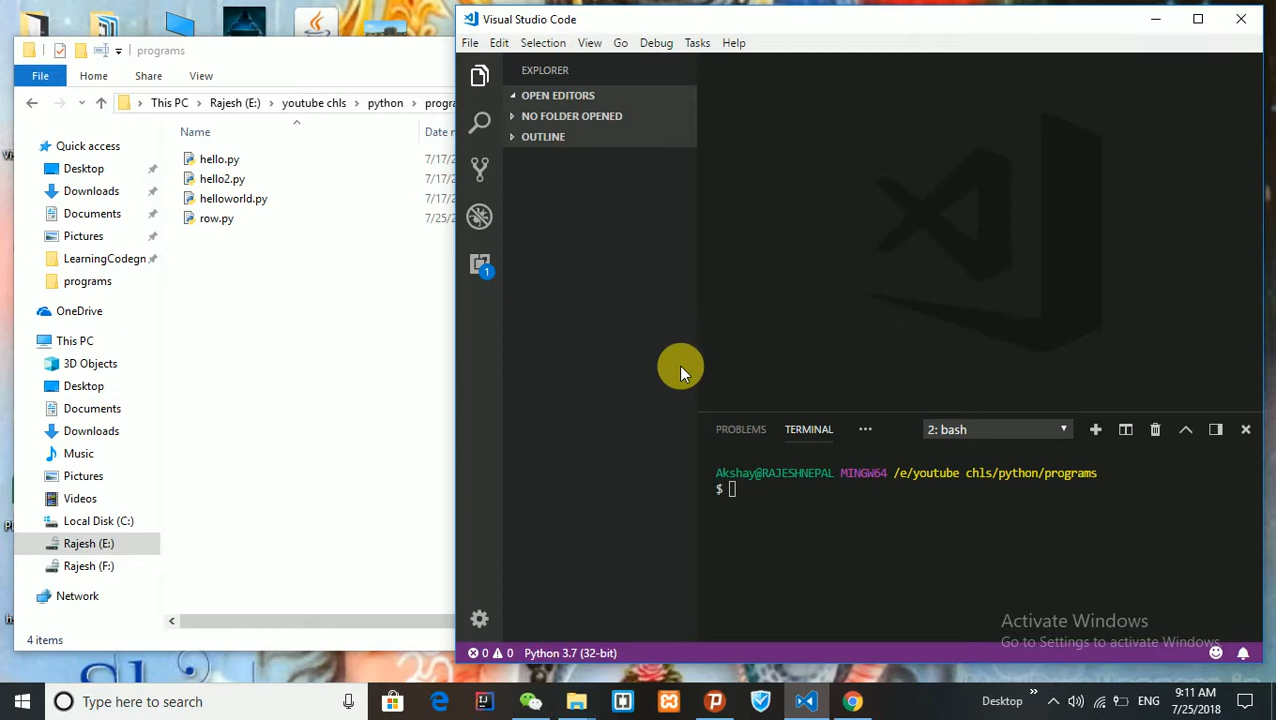 programs
File Home Share View
This PC Rajesh (E:) youtube chls python
Name
hello.py 7/17/2
hello2.py 7/17/2
helloworld.py 7/17/2
row.py 7/25/2
Quick access
Desktop
Downloads
Documents
Pictures
LearningCodegn
programs
OneDrive
This PC
3D Objects
Desktop
Documents
Downloads
Music
Pictures
Videos
Local Disk (C:)
Rajesh (E:)
Rajesh (F:)
Network
4 items
Visual Studio Code
File Edit Selection View Go Debug Tasks Help
EXPLORER
OPEN EDITORS
NO FOLDER OPENED
OUTLINE
1
PROBLEMS TERMINAL ... 2: bash
Akshay@RAJESHNEPAL MINGW64 /e/youtube chls/python/programs
$
Activate Windows
Go to Settings to activate Windows.
0 0 Python 3.7 (32-bit)
Type here to search
Desktop ENG
9:11 AM
7/25/2018